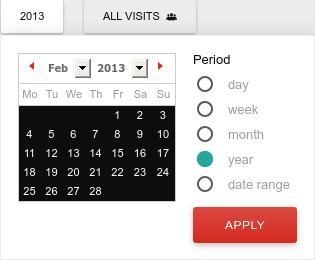 2013 ALL VISITS
Period
Feb 2013
Mo Tu We Th Fr Sa Su
1 2 3
4 5 6 7 8 9 10
11 12 13 14 15 16 17
18 19 20 21 22 23 24
25 26 27 28
day
week
month
year
date range
APPLY